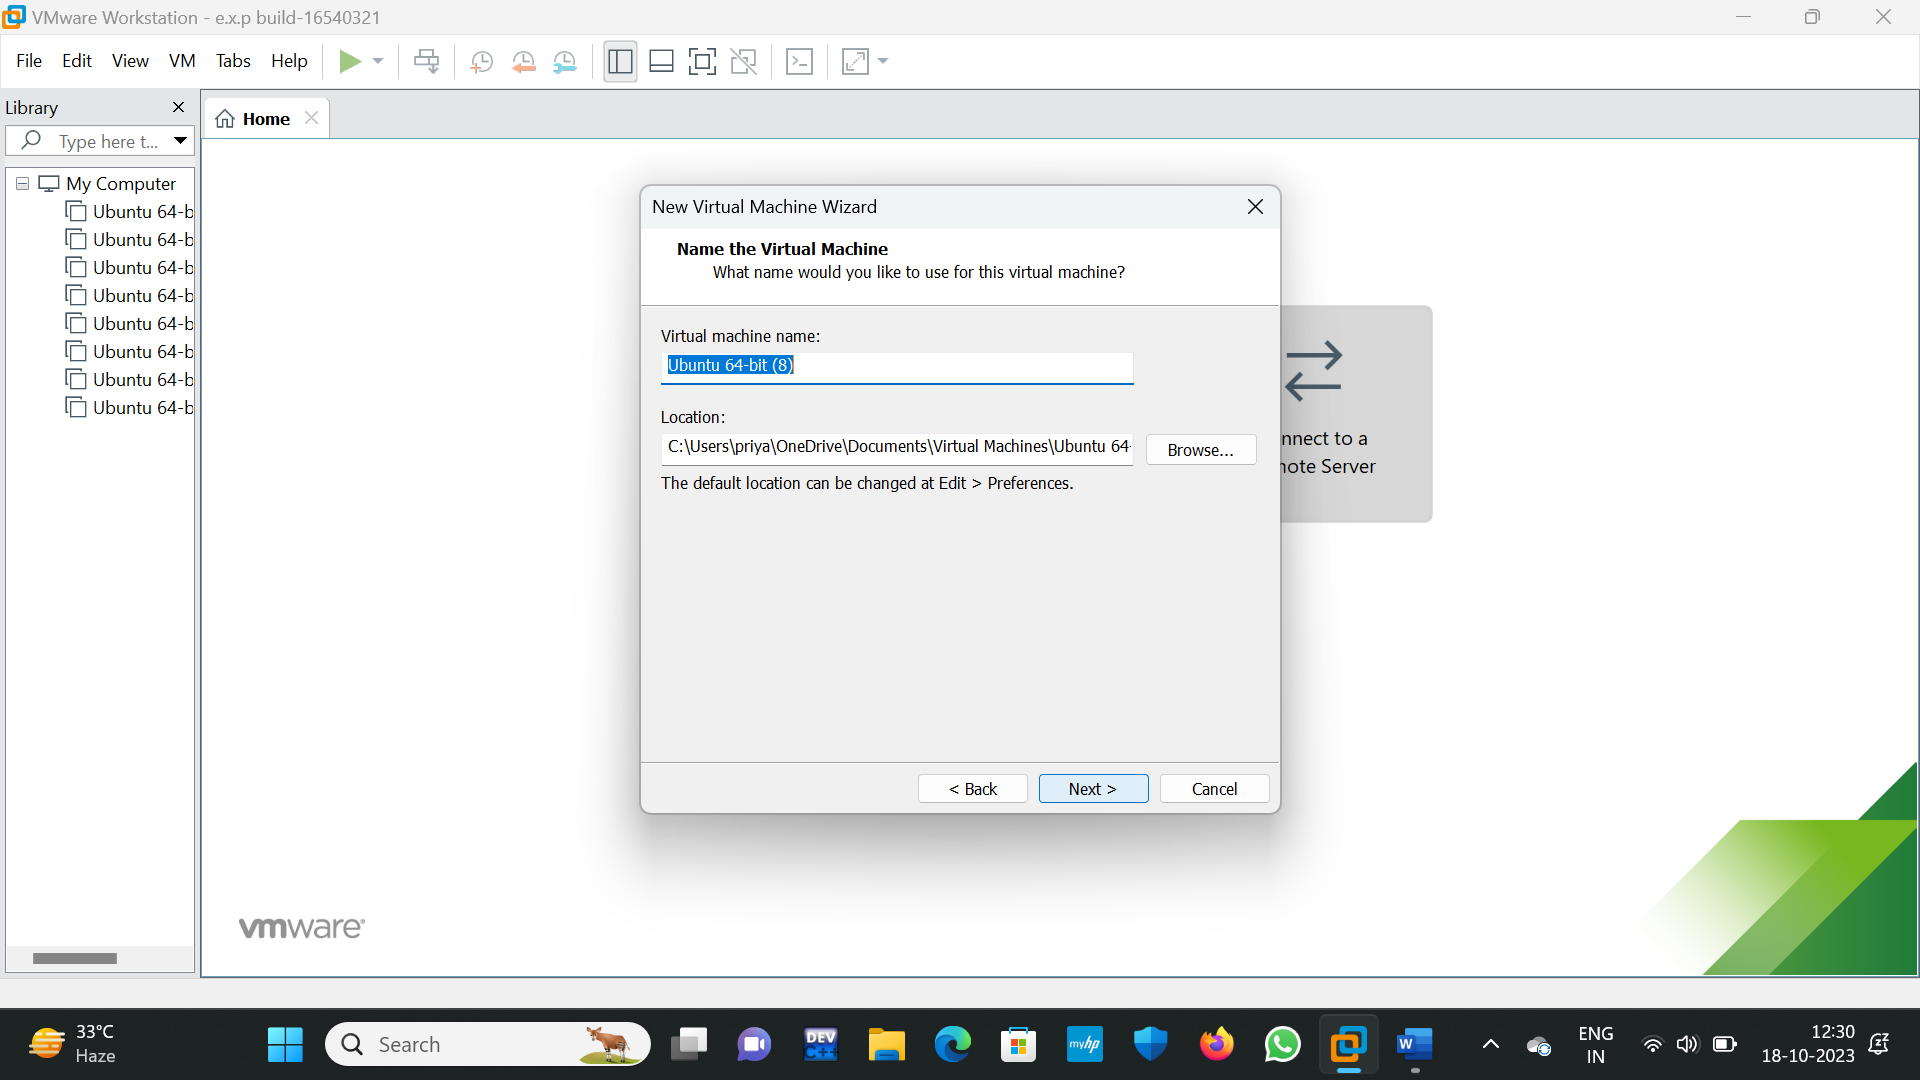 VMware Workstation - e.x.p build-16540321
File Edit View VM Tabs Help
Library
Home
Type here t...
My Computer
Ubuntu 64-b
Ubuntu 64-b
Ubuntu 64-b
Ubuntu 64-b
Ubuntu 64-b
Ubuntu 64-b
Ubuntu 64-b
Ubuntu 64-b
New Virtual Machine Wizard
Name the Virtual Machine
What name would you like to use for this virtual machine?
Virtual machine name:
Ubuntu 64-bit (8)
Location:
C:\Users\priya\OneDrive\Documents\Virtual Machines\Ubuntu 64-
Browse...
The default location can be changed at Edit > Preferences.
< Back
Next >
Cancel
nnect to a
note Server
vmware
33°C
Haze
Search
DEV
C++
myhp
W
ENG
IN
12:30
18-10-2023